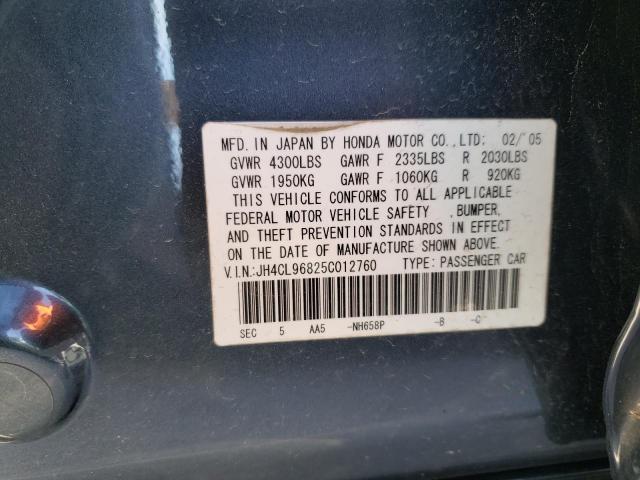 MFD. IN JAPAN BY HONDA MOTOR CO., LTD: 02/'05
GVWR 4300LBS GAWR F 2335LBS R 2030LBS
GVWR 1950KG GAWR F 1060KG R 920KG
THIS VEHICLE CONFORMS TO ALL APPLICABLE
FEDERAL MOTOR VEHICLE SAFETY ,BUMPER,
AND THEFT PREVENTION STANDARDS IN EFFECT
ON THE DATE OF MANUFACTURE SHOWN ABOVE.
V.I.N:JH4CL96825C012760 TYPE: PASSENGER CAR
SEC 5 AA5 -NH658P -B -C